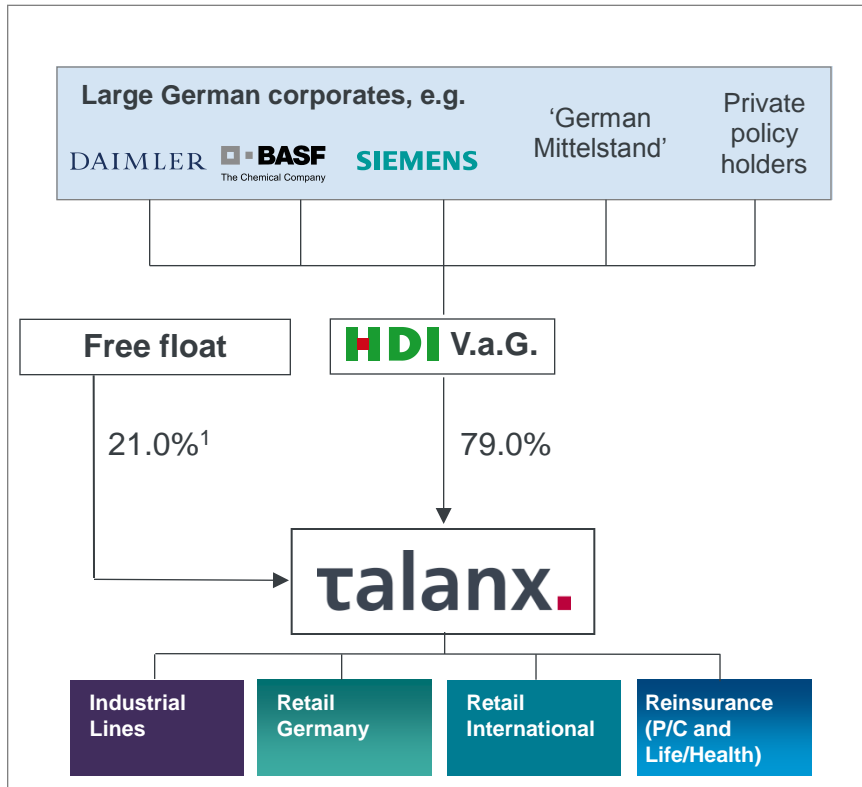 Large German corporates, e.g.
DAIMLER
BASF
The Chemical Company
SIEMENS
‘German
Mittelstand’
Private
policy
holders
Free float
HDI V.a.G.
21.0%¹
79.0%
talanx.
Industrial
Lines
Retail
Germany
Retail
International
Reinsurance
(P/C and
Life/Health)